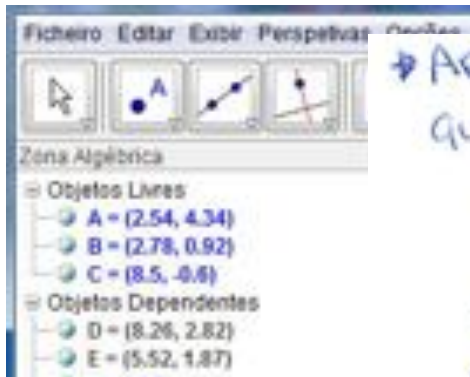 Ficheiro Editar Exibir Perspetivas Opções
A
Zona Algébrica
Objetos Livres
A = (2.54, 4.34)
B = (2.78, 0.92)
C = (8.5, -0.6)
Objetos Dependentes
D = (8.26, 2.82)
E = (5.52, 1.87)